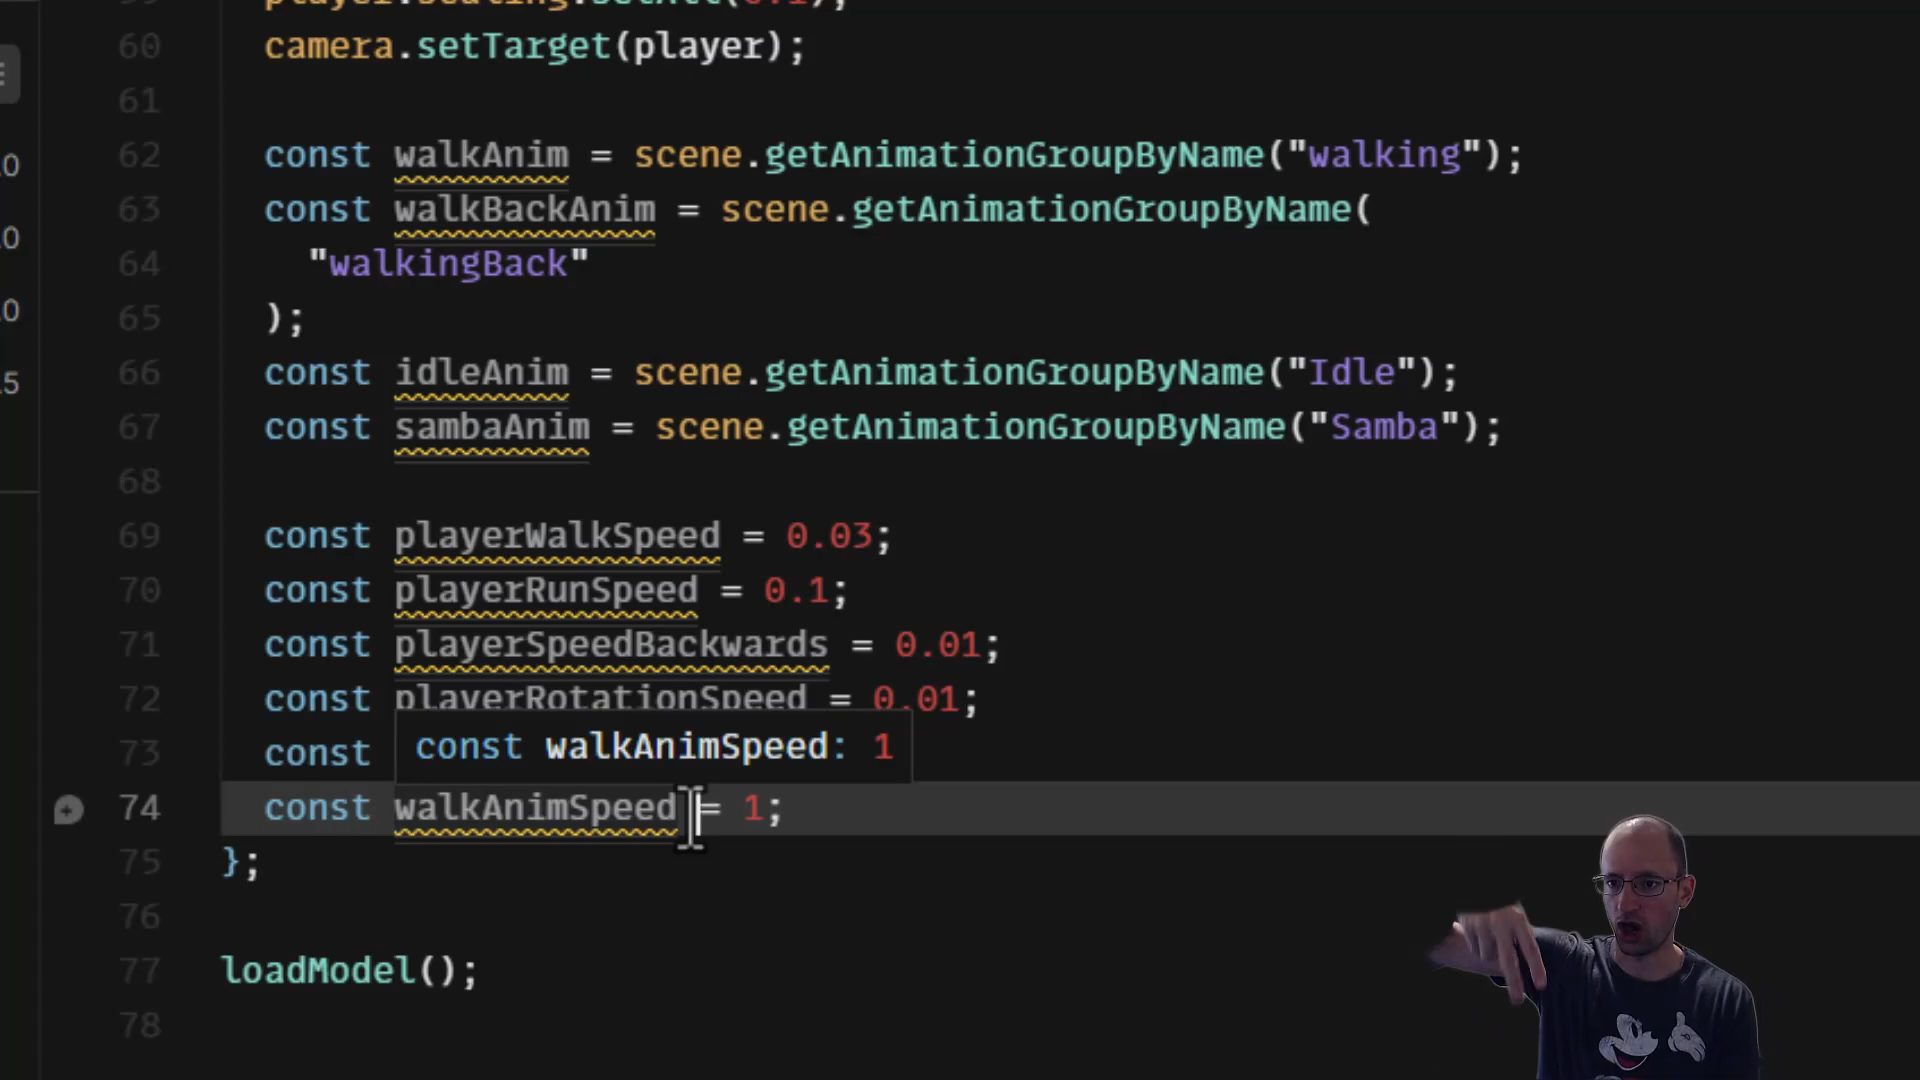 60 camera.setTarget(player);
61
62 const walkAnim = scene.getAnimationGroupByName("walking");
63 const walkBackAnim = scene.getAnimationGroupByName(
64 "walkingBack"
65 );
66 const idleAnim = scene.getAnimationGroupByName("Idle");
67 const sambaAnim = scene.getAnimationGroupByName("Samba");
68
69 const playerWalkSpeed = 0.03;
70 const playerRunSpeed = 0.1;
71 const playerSpeedBackwards = 0.01;
72 const playerRotationSpeed = 0.01;
73 const
const walkAnimSpeed: 1
74 const walkAnimSpeed = 1;
75 };
76
77 loadModel();
78